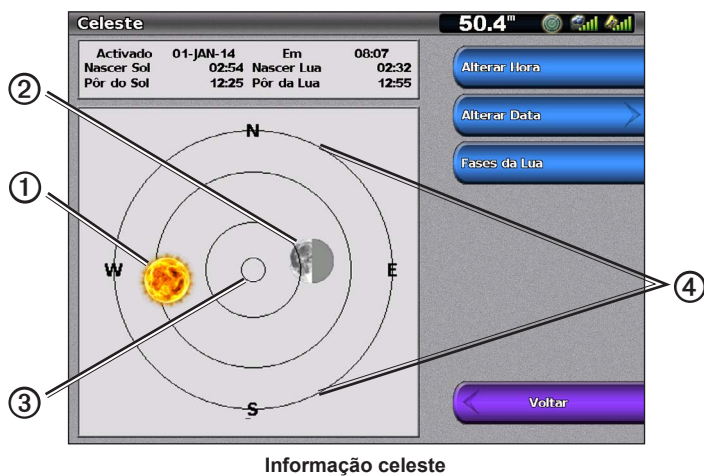 Celeste
50.4"
Activado 01-JAN-14 Em 08:07
Nascer Sol 02:54 Nascer Lua 02:32
Pôr do Sol 12:25 Pôr da Lua 12:55
Alterar Hora
Alterar Data
Fases da Lua
N
W
E
S
Voltar
①
②
③
④
Informação celeste